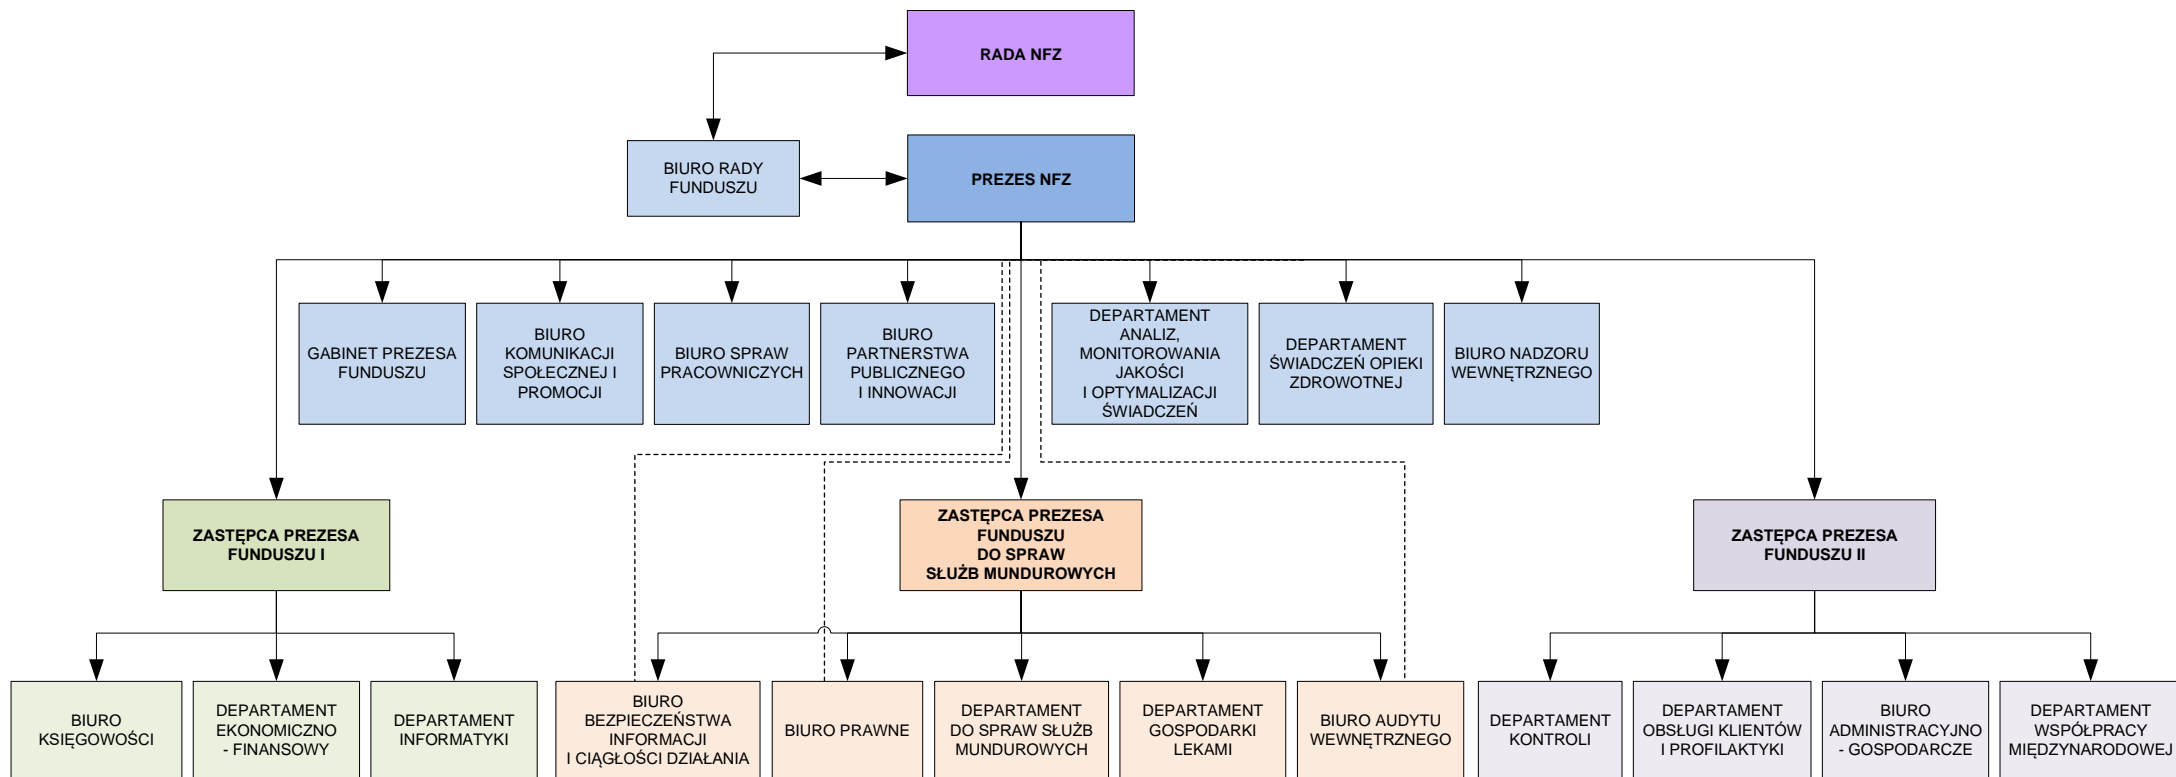 RADA NFZ
BIURO RADY
FUNDUSZU
PREZES NFZ
GABINET PREZESA
FUNDUSZU
BIURO
KOMUNIKACJI
SPOŁECZNEJ I
PROMOCJI
BIURO SPRAW
PRACOWNICZYCH
BIURO
PARTNERSTWA
PUBLICZNEGO
I INNOWACJI
DEPARTAMENT
ANALIZ,
MONITOROWANIA
JAKOŚCI
I OPTYMALIZACJI
ŚWIADCZEŃ
DEPARTAMENT
ŚWIADCZEŃ OPIEKI
ZDROWOTNEJ
BIURO NADZORU
WEWNĘTRZNEGO
ZASTĘPCA PREZESA
FUNDUSZU I
ZASTĘPCA PREZESA
FUNDUSZU
DO SPRAW
SŁUŻB MUNDUROWYCH
ZASTĘPCA PREZESA
FUNDUSZU II
BIURO
KSIĘGOWOŚCI
DEPARTAMENT
EKONOMICZNO
- FINANSOWY
DEPARTAMENT
INFORMATYKI
BIURO
BEZPIECZEŃSTWA
INFORMACJI
I CIĄGŁOŚCI DZIAŁANIA
BIURO PRAWNE
DEPARTAMENT
DO SPRAW SŁUŻB
MUNDUROWYCH
DEPARTAMENT
GOSPODARKI
LEKAMI
BIURO AUDYTU
WEWNĘTRZNEGO
DEPARTAMENT
KONTROLI
DEPARTAMENT
OBSŁUGI KLIENTÓW
I PROFILAKTYKI
BIURO
ADMINISTRACYJNO
- GOSPODARCZE
DEPARTAMENT
WSPÓŁPRACY
MIĘDZYNARODOWEJ